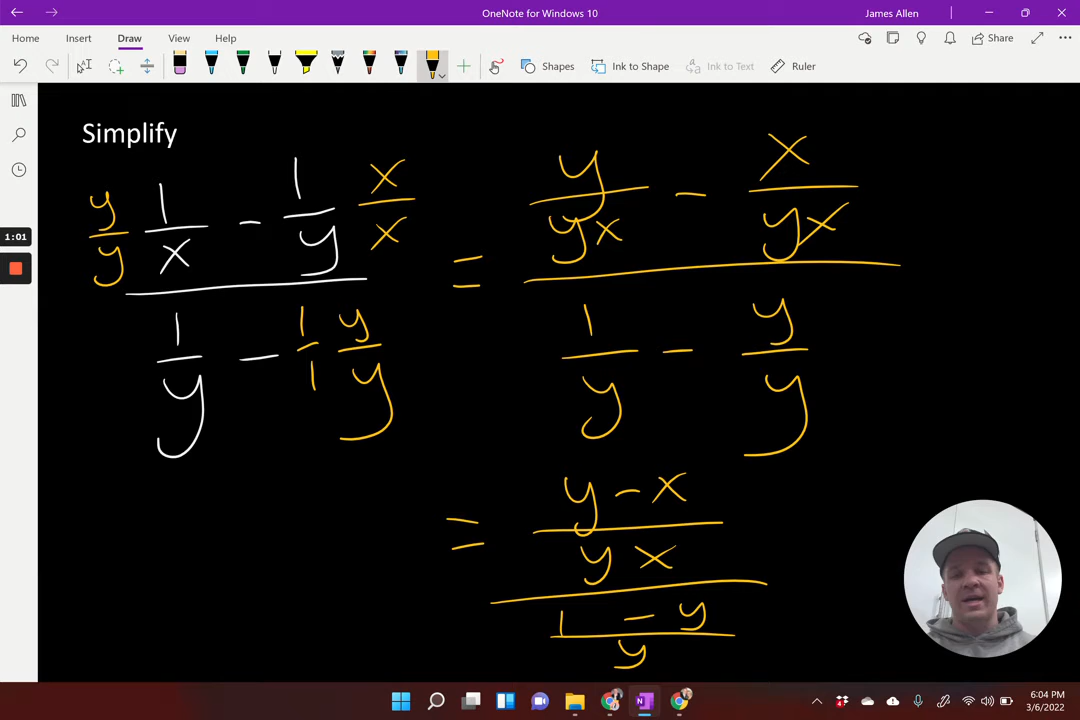 OneNote for Windows 10
James Allen
Home Insert Draw View Help
Share
Shapes Ink to Shape Ink to Text Ruler
1:01
Simplify
y/y 1/x - 1/y x/x = y/yx - x/yx
1/y - 1/1 y/y 1/y - y/y
= y - x
y x
1 - y
y
6:04 PM
3/6/2022